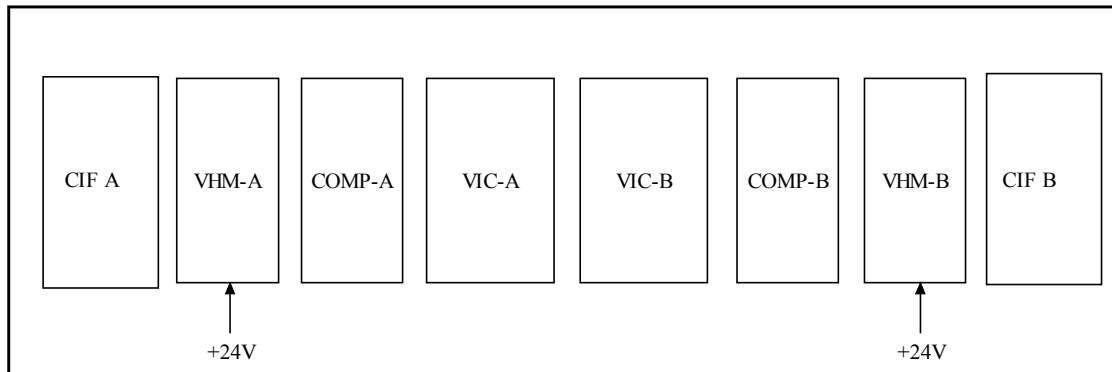 CIF A VHM-A COMP-A VIC-A VIC-B COMP-B VHM-B CIF B
+24V +24V